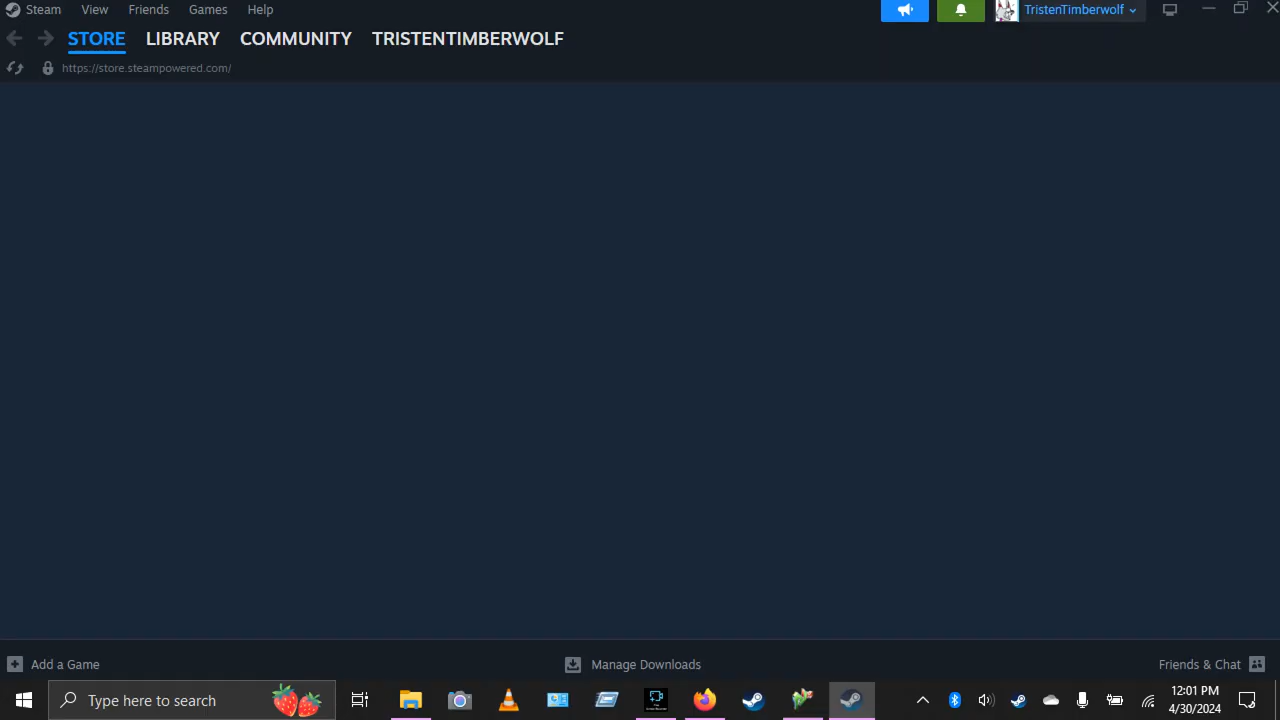 Steam View Friends Games Help TristenTimberwolf
STORE LIBRARY COMMUNITY TRISTENTIMBERWOLF
https://store.steampowered.com/
Add a Game Manage Downloads Friends & Chat
Type here to search
12:01 PM
4/30/2024